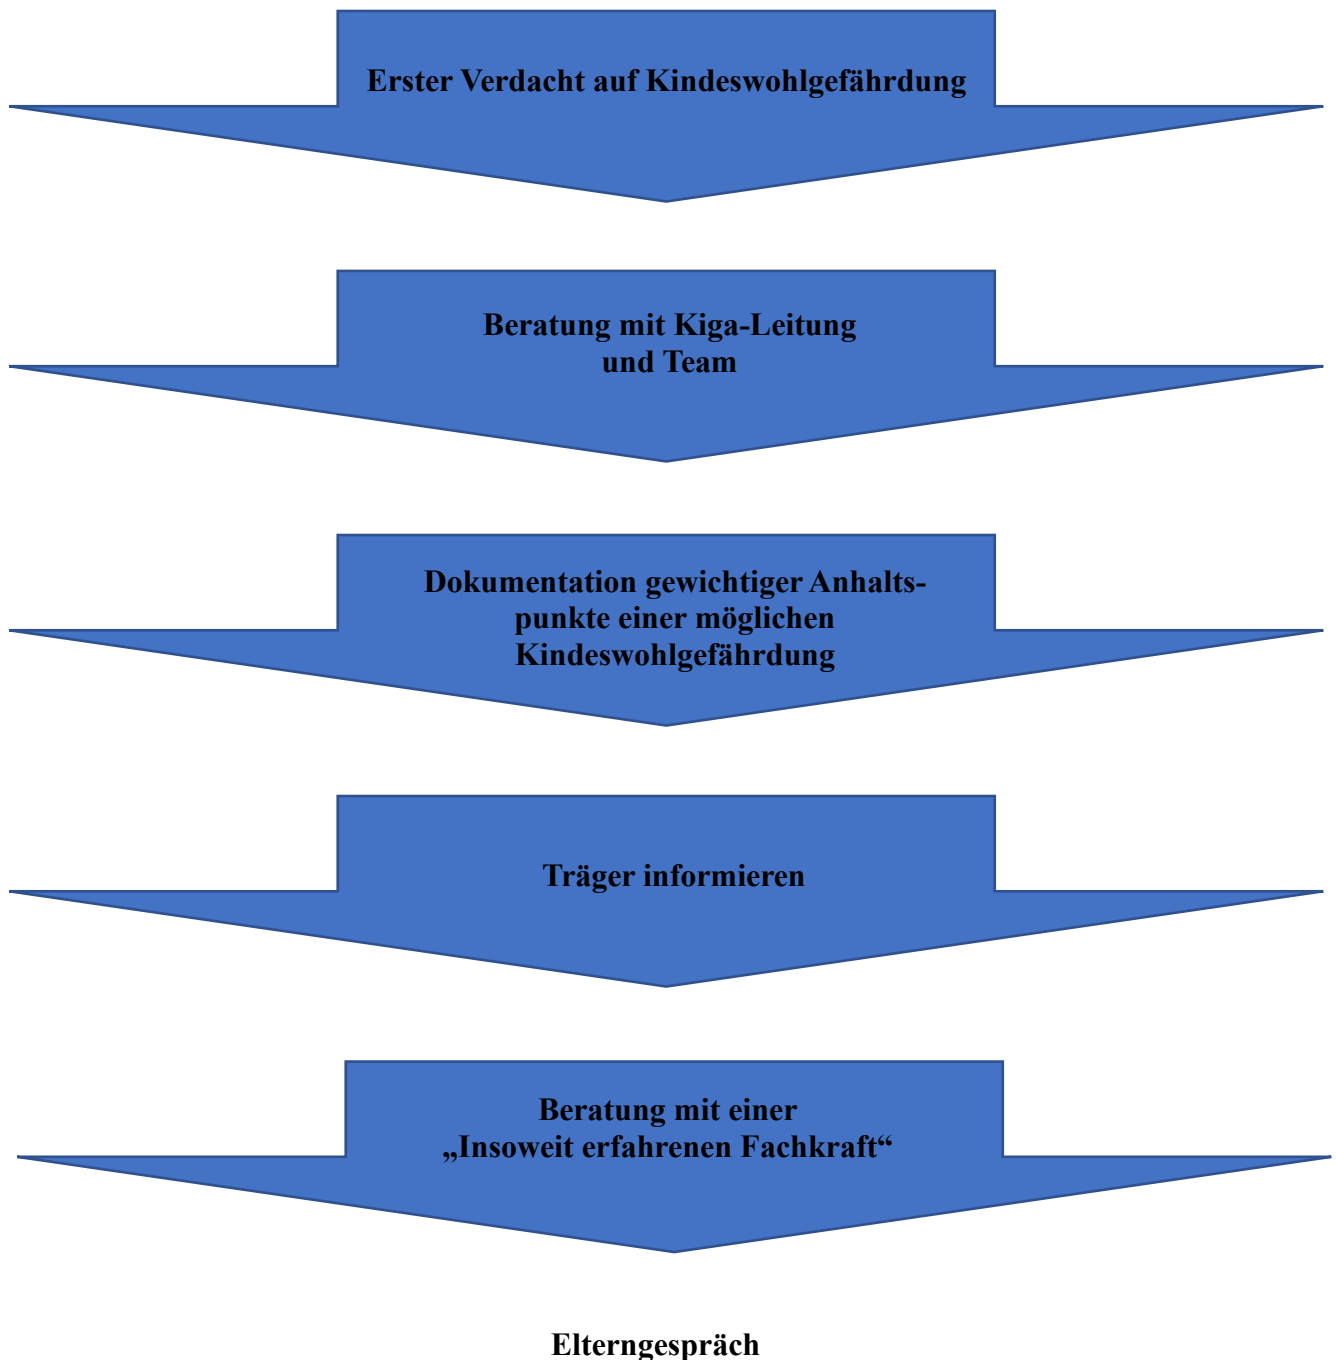 Erster Verdacht auf Kindeswohlgefährdung
Beratung mit Kiga-Leitung
und Team
Dokumentation gewichtiger Anhalts-
punkte einer möglichen
Kindeswohlgefährdung
Träger informieren
Beratung mit einer
„Insoweit erfahrenen Fachkraft“
Elterngespräch